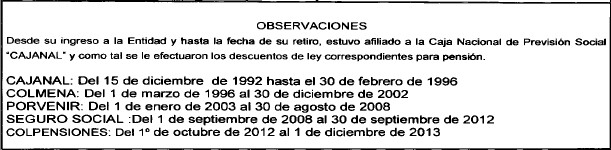 OBSERVACIONES
Desde su ingreso a la Entidad y hasta la fecha de su retiro, estuvo afiliado a la Caja Nacional de Previsión Social
"CAJANAL" y como tal se le efectuaron los descuentos de ley correspondientes para pensión.
CAJANAL: Del 15 de diciembre de 1992 hasta el 30 de febrero de 1996
COLMENA: Del 1 de marzo de 1996 al 30 de diciembre de 2002
PORVENIR: Del 1 de enero de 2003 al 30 de agosto de 2008
SEGURO SOCIAL :Del 1 de septiembre de 2008 al 30 de septiembre de 2012
COLPENSIONES: Del 1º de octubre de 2012 al 1 de diciembre de 2013